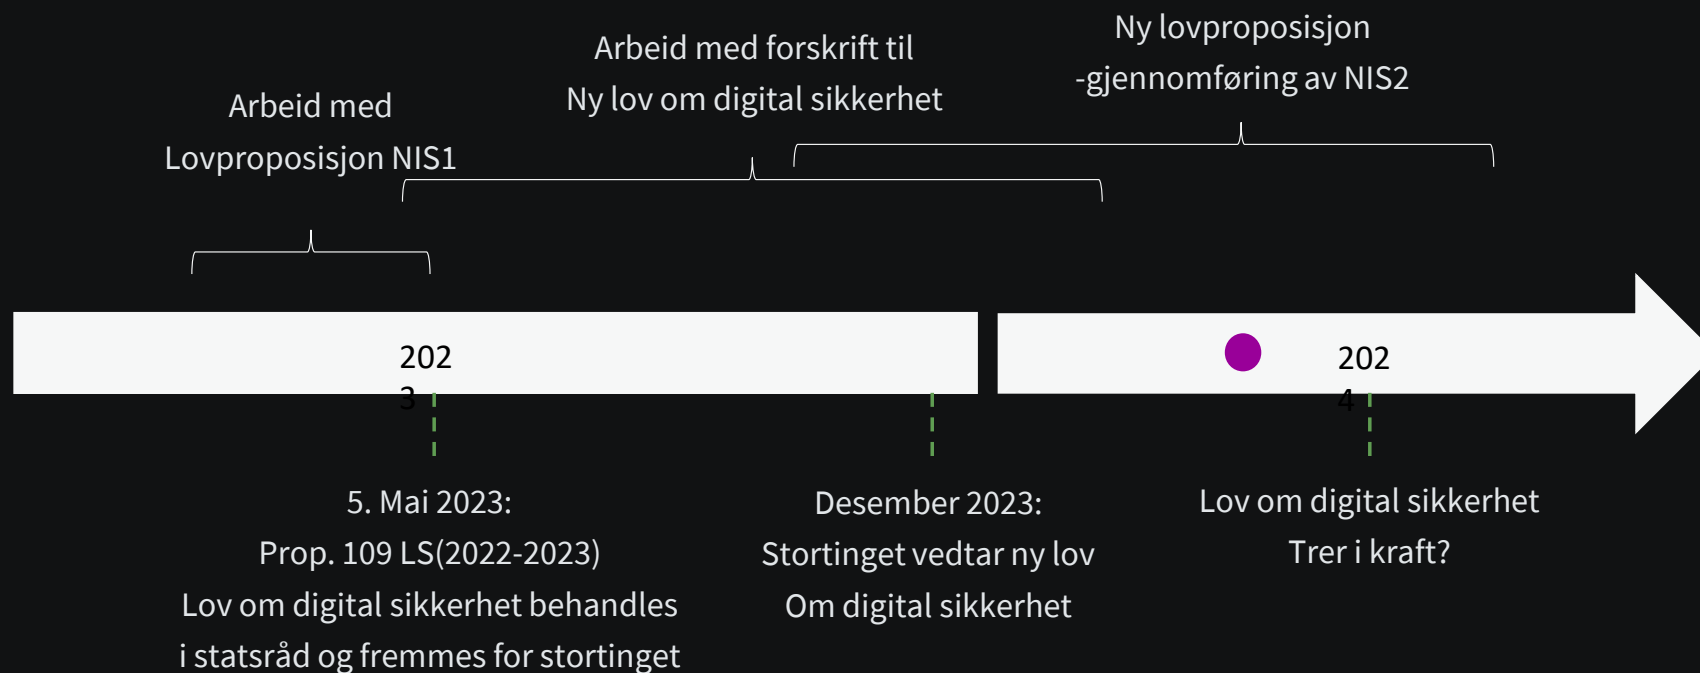 Arbeid med
Lovproposisjon NIS1
Arbeid med forskrift til
Ny lov om digital sikkerhet
Ny lovproposisjon
-gjennomføring av NIS2
202
3
202
4
5. Mai 2023:
Prop. 109 LS(2022-2023)
Lov om digital sikkerhet behandles
i statsråd og fremmes for stortinget
Desember 2023:
Stortinget vedtar ny lov
Om digital sikkerhet
Lov om digital sikkerhet
Trer i kraft?